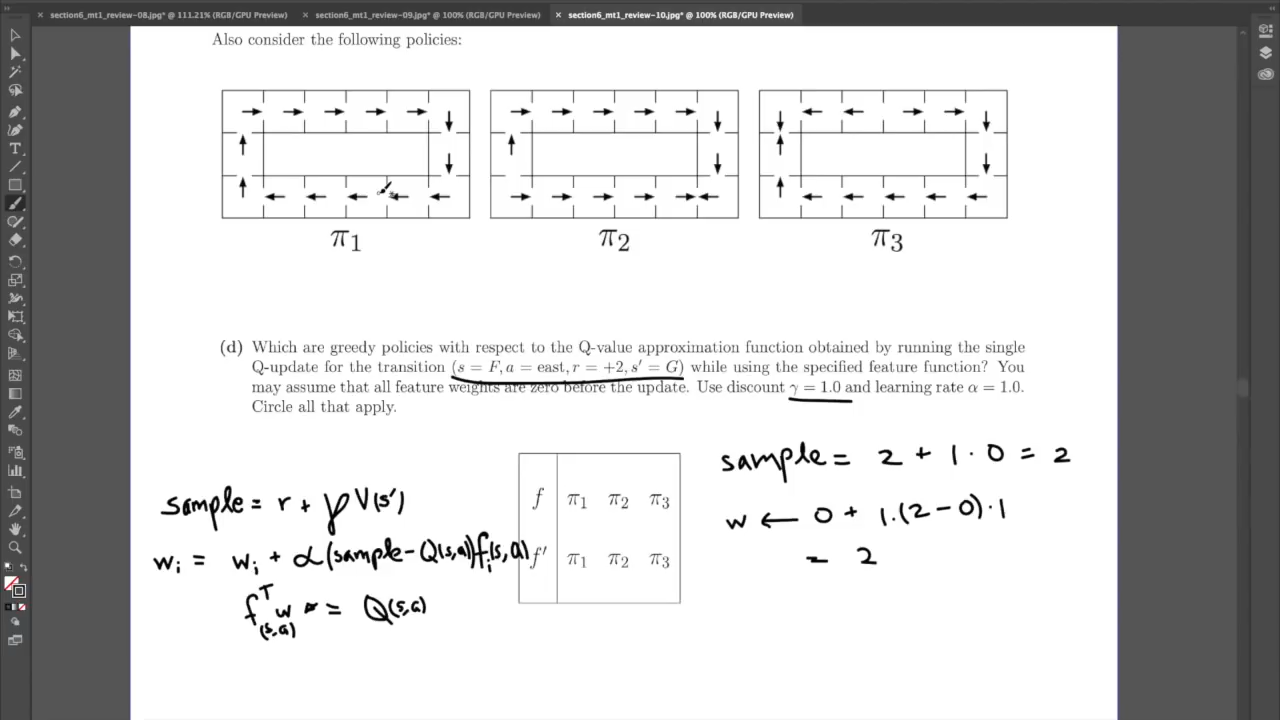 section6_mt1_review-08.jpg* @ 111.21% (RGB/GPU Preview) section6_mt1_review-09.jpg* @ 100% (RGB/GPU Preview) section6_mt1_review-10.jpg* @ 100% (RGB/GPU Preview)
Also consider the following policies:
π₁ π₂ π₃
(d) Which are greedy policies with respect to the Q-value approximation function obtained by running the single
Q-update for the transition (s = F, a = east, r = +2, s′ = G) while using the specified feature function? You
may assume that all feature weights are zero before the update. Use discount γ = 1.0 and learning rate α = 1.0.
Circle all that apply.
sample = 2 + 1 · 0 = 2
f π₁ π₂ π₃
sample = r + γ V(s′)
w ← 0 + 1·(2 − 0)·1
wᵢ = wᵢ + α(sample − Q(s,a))fᵢ(s,a)
f′ π₁ π₂ π₃
= 2
fᵀw = Q(s,a)
(s,a)